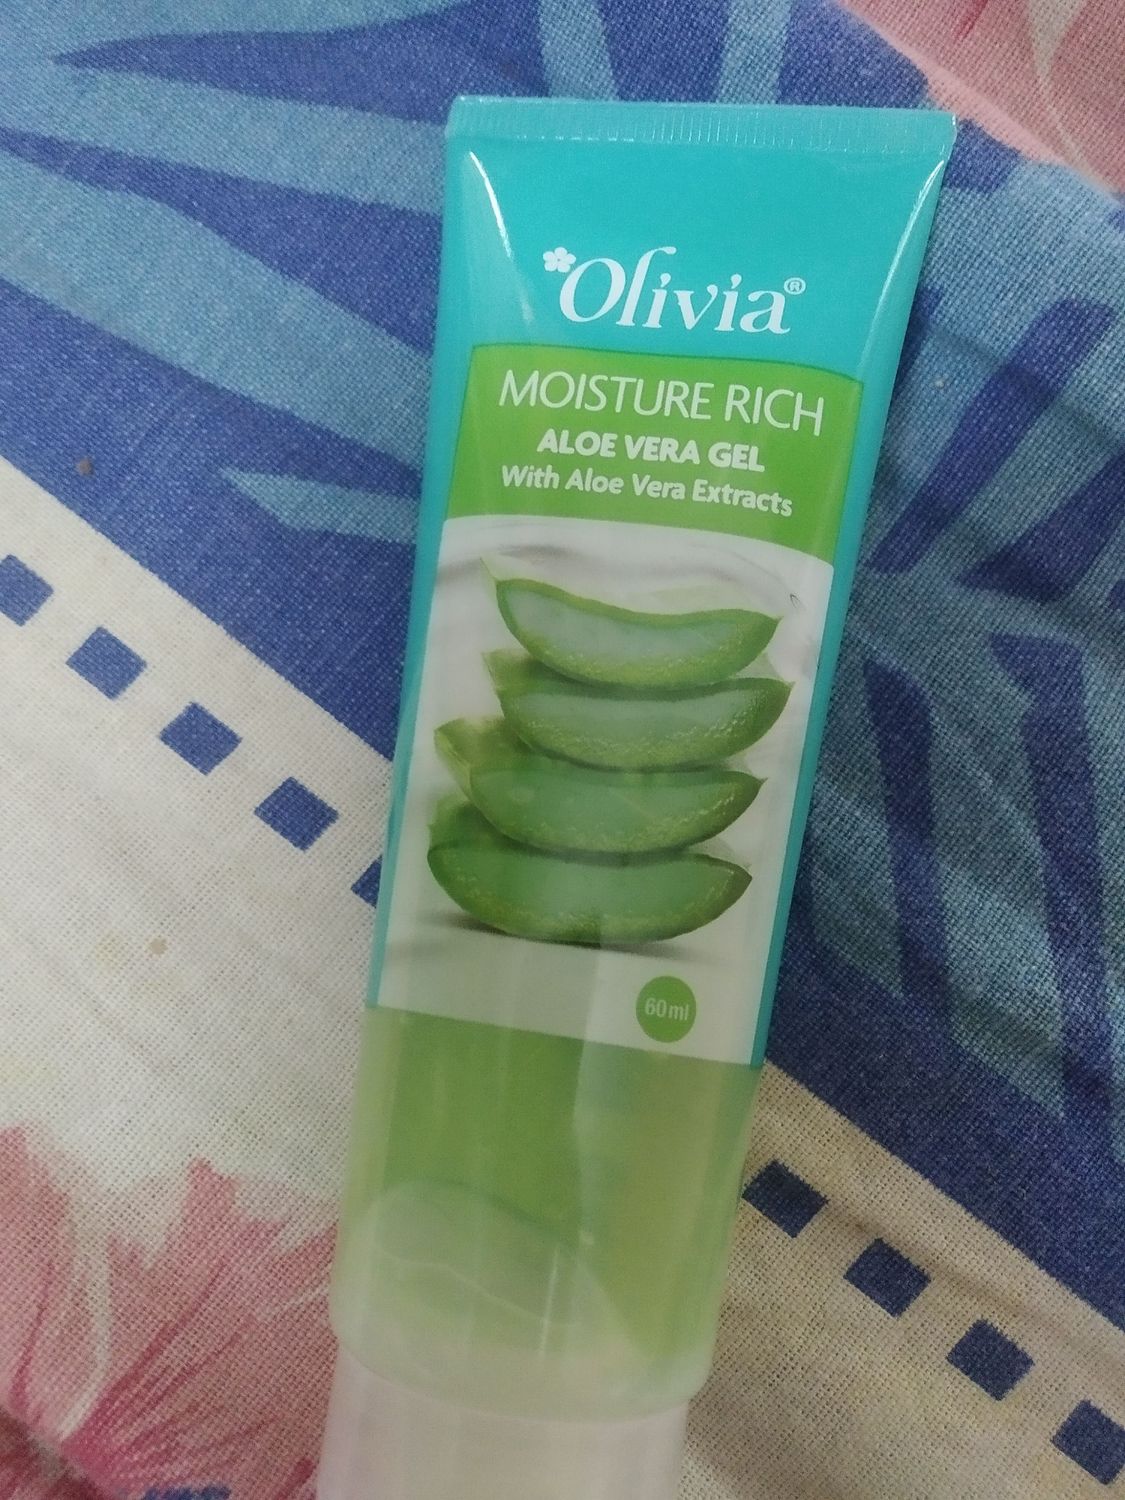 Olivia®
MOISTURE RICH
ALOE VERA GEL
With Aloe Vera Extracts
60ml